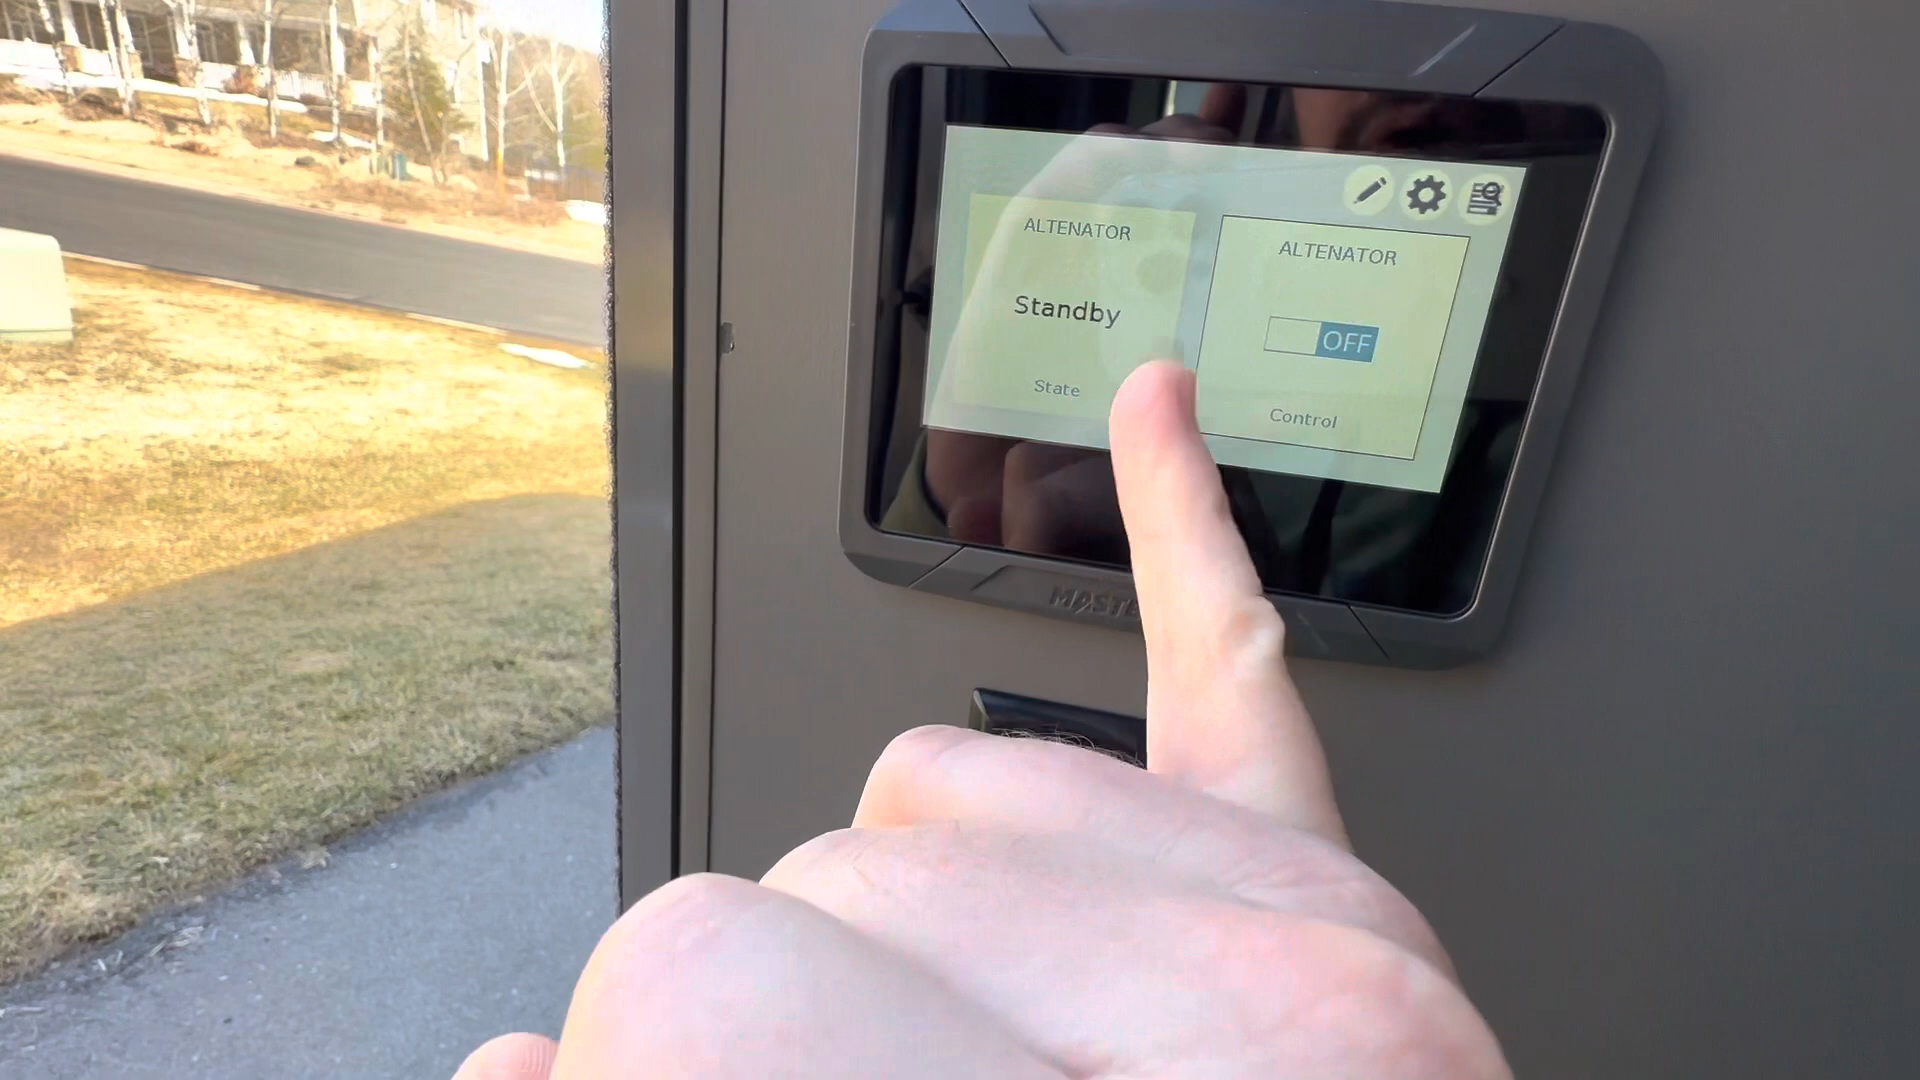 ALTENATOR
Standby
State
ALTENATOR
OFF
Control